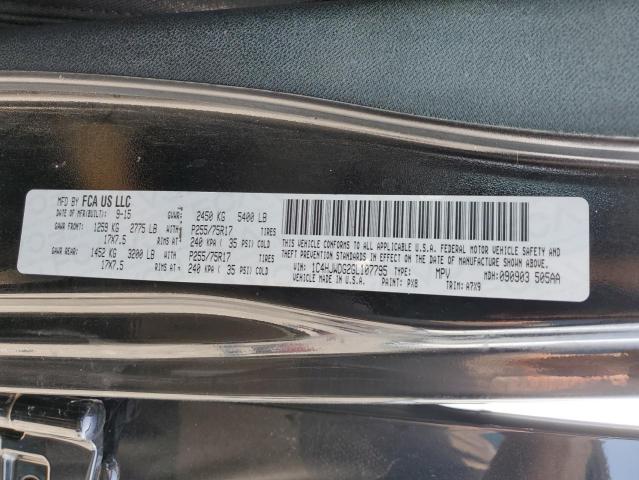 MFD BY FCA US LLC
DATE OF MFR(BUILT): 9-15 GVWR: 2450 KG 5400 LB
GAWR FRONT: 1259 KG 2775 LB WITH P255/75R17 TIRES
17X7.5 RIMS AT 240 KPA ( 35 PSI) COLD
GAWR REAR: 1452 KG 3200 LB WITH P255/75R17 TIRES
17X7.5 RIMS AT 240 KPA ( 35 PSI) COLD
THIS VEHICLE CONFORMS TO ALL APPLICABLE U.S.A. FEDERAL MOTOR VEHICLE SAFETY AND
THEFT PREVENTION STANDARDS IN EFFECT ON THE DATE OF MANUFACTURE SHOWN ABOVE.
VIN: 1C4HJWDG2GL107795 TYPE: MPV MDH:090903 505AA
VEHICLE MADE IN U.S.A. PAINT: PX8 TRIM: A7X9